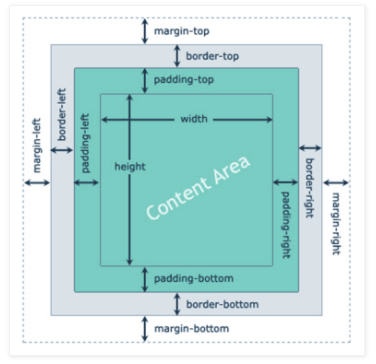 margin-top
border-top
padding-top
margin-left
border-left
padding-left
width
height
Content Area
padding-right
border-right
margin-right
padding-bottom
border-bottom
margin-bottom